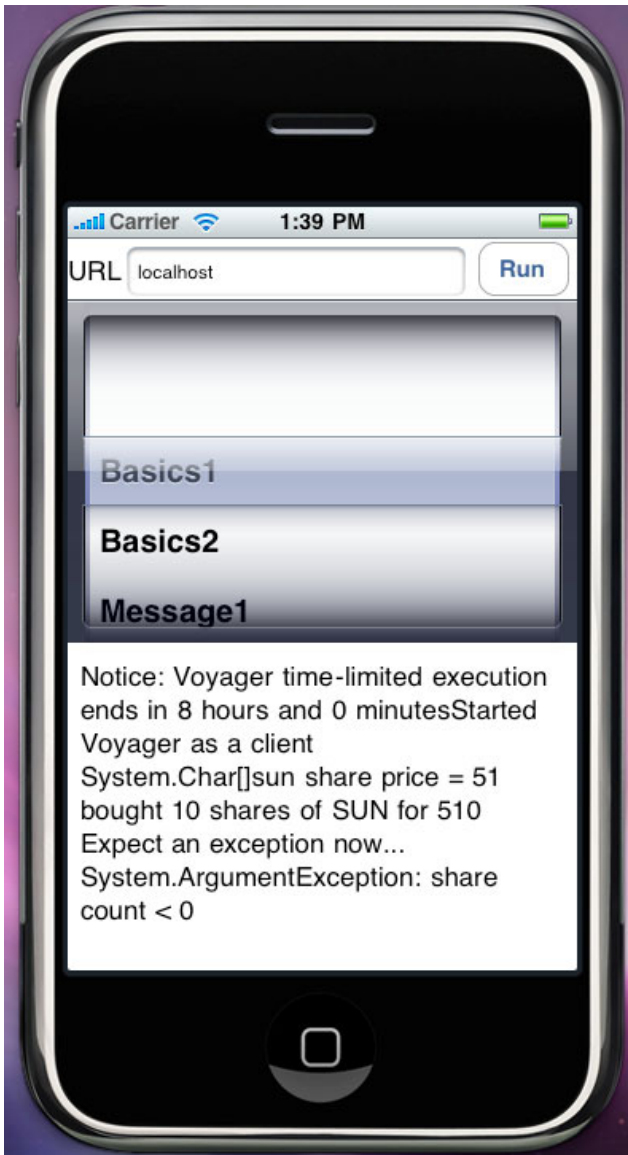 Carrier 1:39 PM
URL localhost Run
Basics1
Basics2
Message1
Notice: Voyager time-limited execution
ends in 8 hours and 0 minutesStarted
Voyager as a client
System.Char[]sun share price = 51
bought 10 shares of SUN for 510
Expect an exception now...
System.ArgumentException: share
count < 0